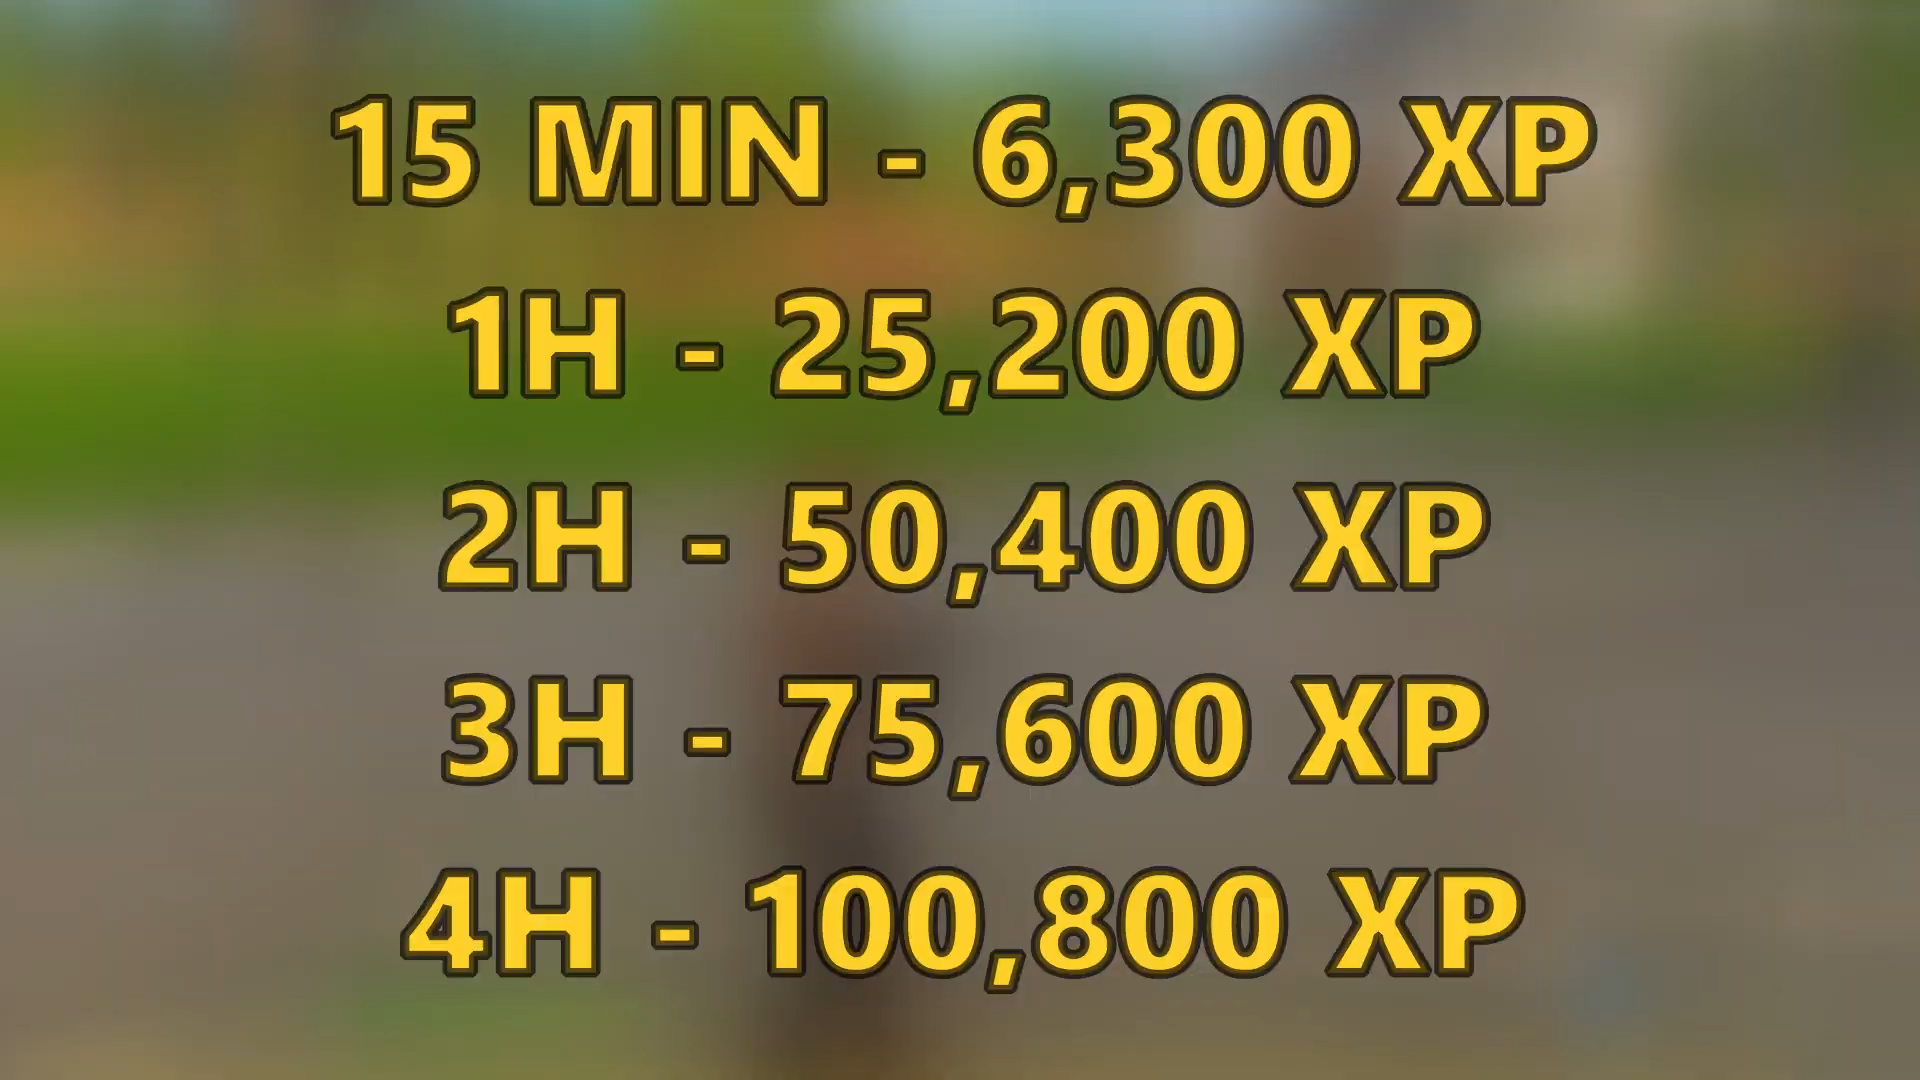 15 MIN - 6,300 XP
1H - 25,200 XP
2H - 50,400 XP
3H - 75,600 XP
4H - 100,800 XP